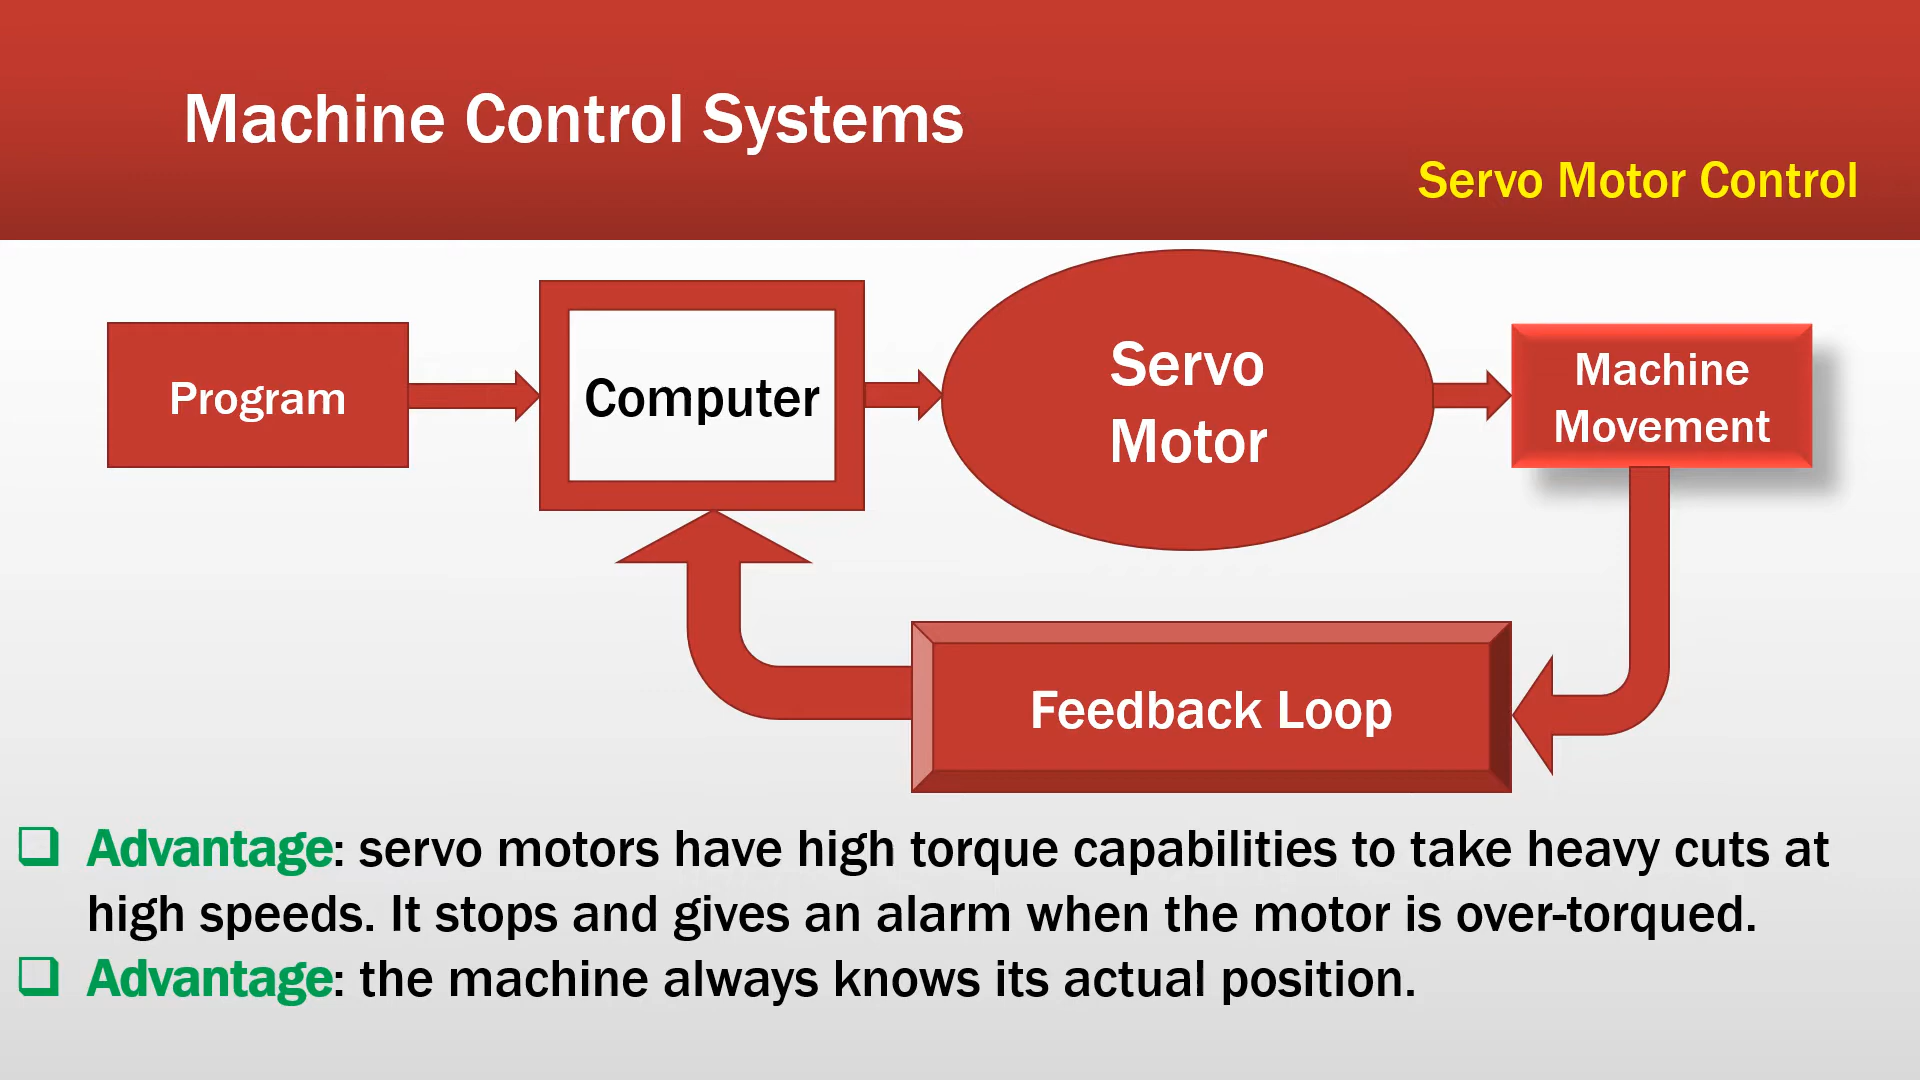 Machine Control Systems
Servo Motor Control
Program
Computer
Servo
Motor
Machine
Movement
Feedback Loop
Advantage: servo motors have high torque capabilities to take heavy cuts at
high speeds. It stops and gives an alarm when the motor is over-torqued.
Advantage: the machine always knows its actual position.